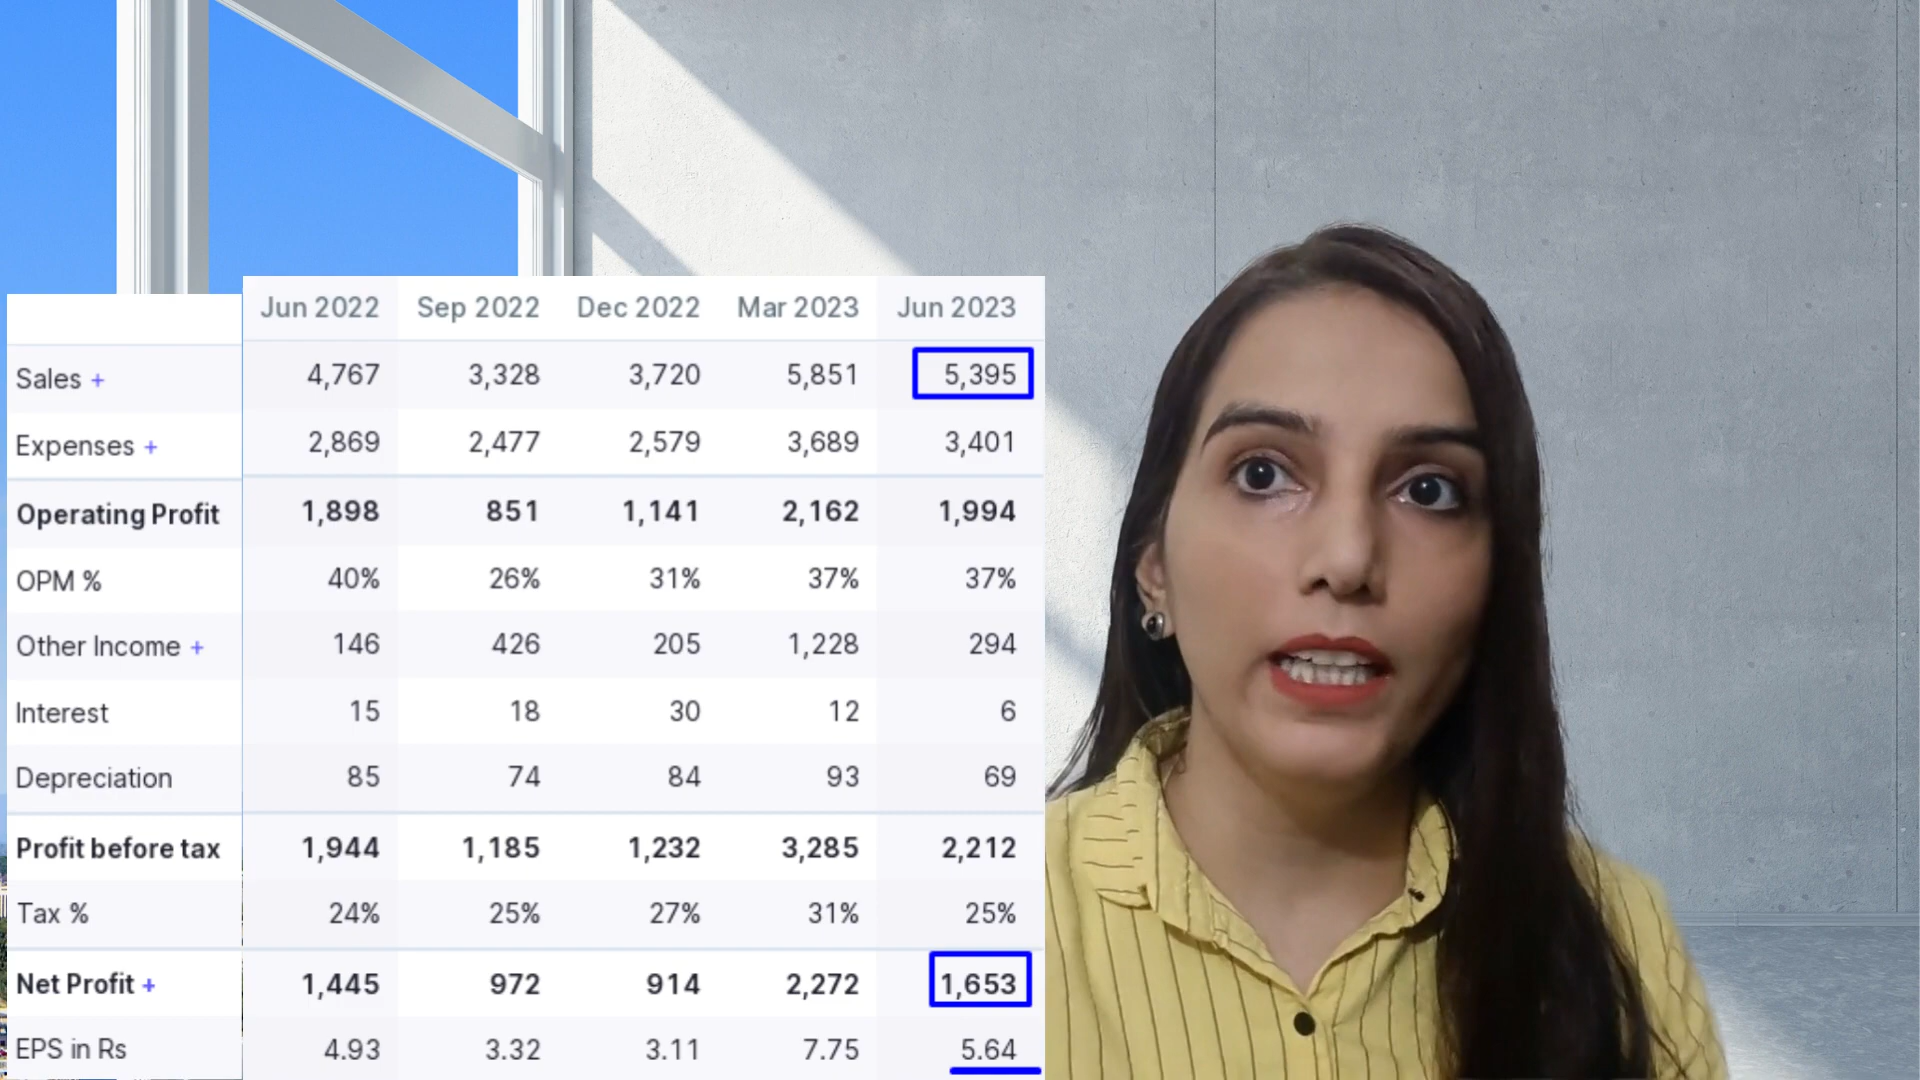 Jun 2022 Sep 2022 Dec 2022 Mar 2023 Jun 2023
Sales + 4,767 3,328 3,720 5,851 5,395
Expenses + 2,869 2,477 2,579 3,689 3,401
Operating Profit 1,898 851 1,141 2,162 1,994
OPM % 40% 26% 31% 37% 37%
Other Income + 146 426 205 1,228 294
Interest 15 18 30 12 6
Depreciation 85 74 84 93 69
Profit before tax 1,944 1,185 1,232 3,285 2,212
Tax % 24% 25% 27% 31% 25%
Net Profit + 1,445 972 914 2,272 1,653
EPS in Rs 4.93 3.32 3.11 7.75 5.64